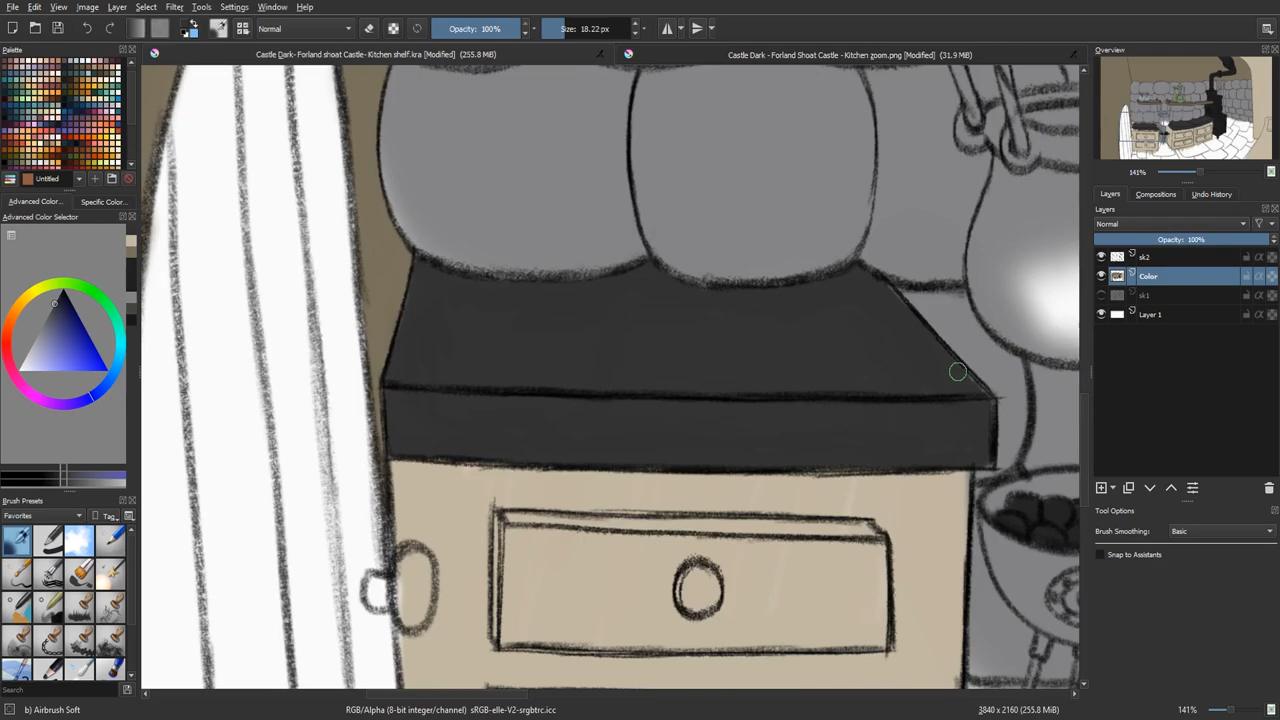 File Edit View Image Layer Select Filter Tools Settings Window Help
Normal
Opacity: 100%
Size: 18.22 px
Palette
Castle Dark- Forland shoat Castle- Kitchen shelf.kra [Modified] (255.8 MB)
Castle Dark - Forland Shoat Castle - Kitchen zoom.png [Modified] (31.9 MB)
Overview
141%
Untitled
Layers Compositions Undo History
Advanced Color... Specific Color...
Layers
Advanced Color Selector
Normal
Opacity: 100%
sk2
Color
sk1
Layer 1
Brush Presets
Favorites
Tag
Tool Options
Brush Smoothing: Basic
Snap to Assistants
Search
b) Airbrush Soft
RGB/Alpha (8-bit integer/channel) sRGB-elle-V2-srgbtrc.icc
3840 x 2160 (255.8 MiB)
141%